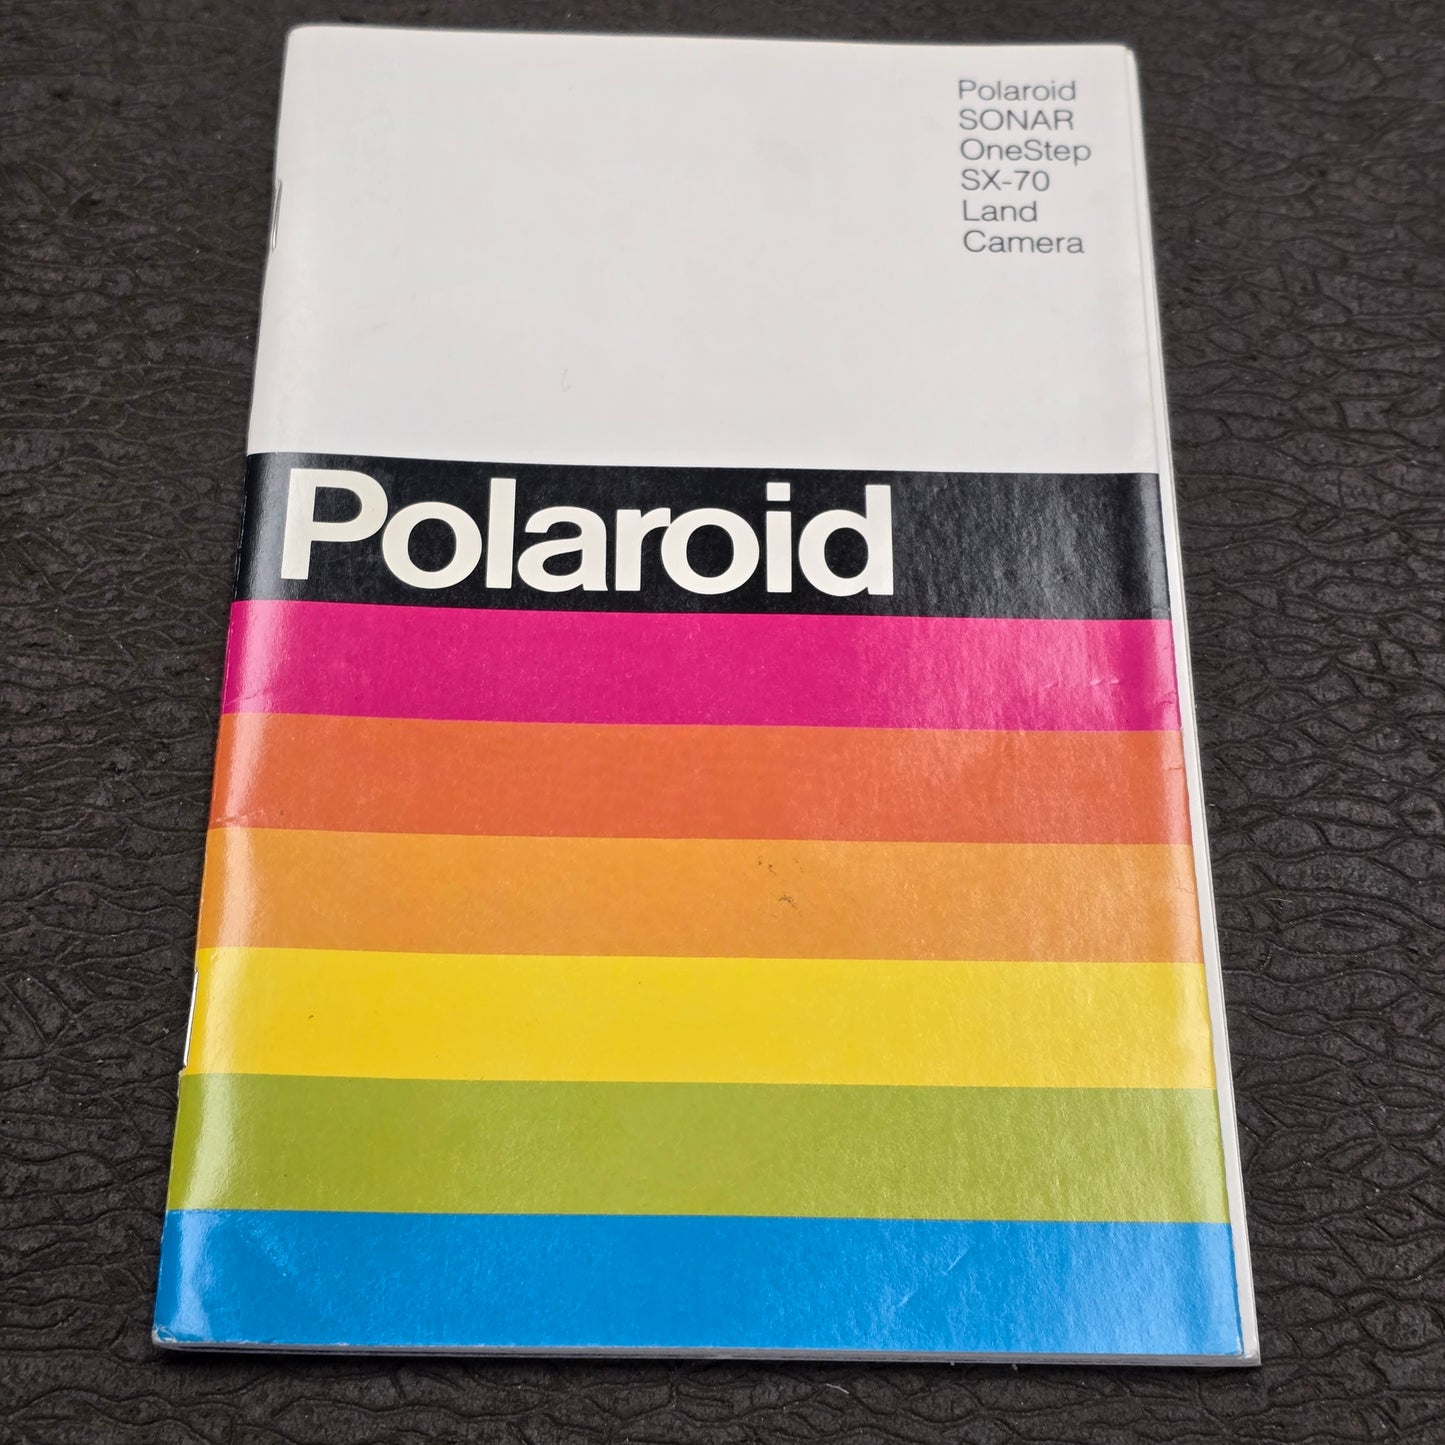 Polaroid
SONAR
OneStep
SX-70
Land
Camera
Polaroid